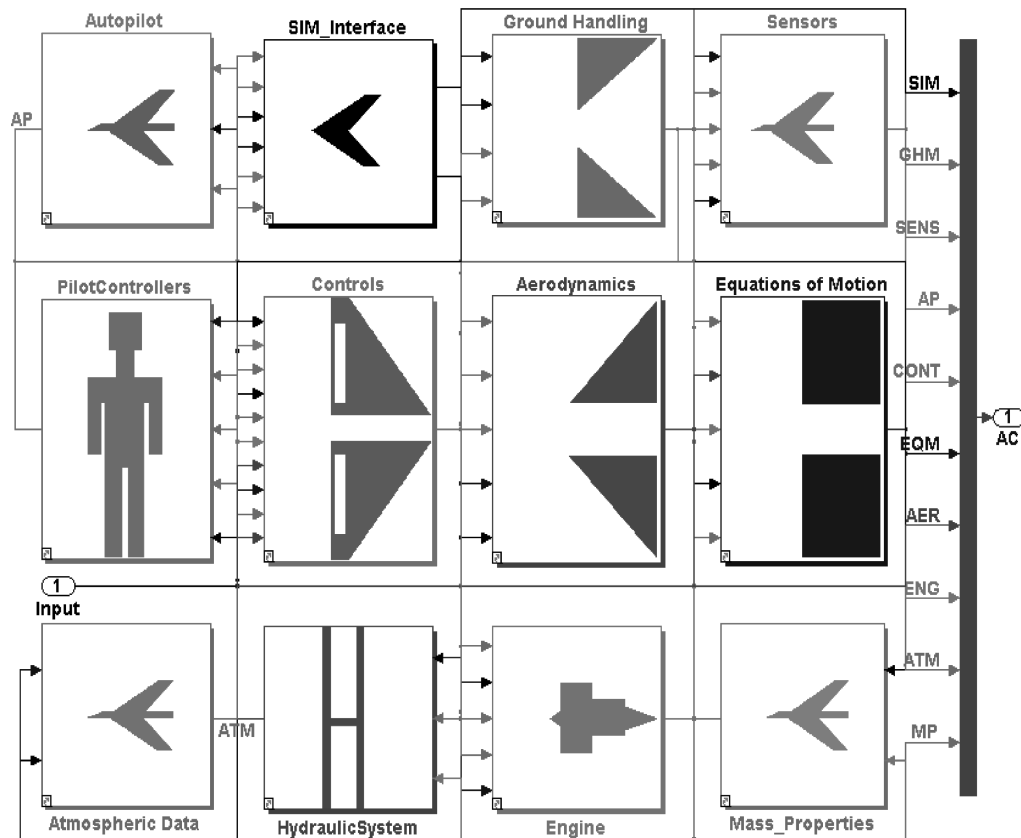 Autopilot
SIM_Interface
Ground Handling
Sensors
SIM
AP
GHM
SENS
PilotControllers
Controls
Aerodynamics
Equations of Motion
AP
CONT
1
AC
EQM
AER
1
Input
ENG
ATM
ATM
MP
Atmospheric Data
HydraulicSystem
Engine
Mass_Properties